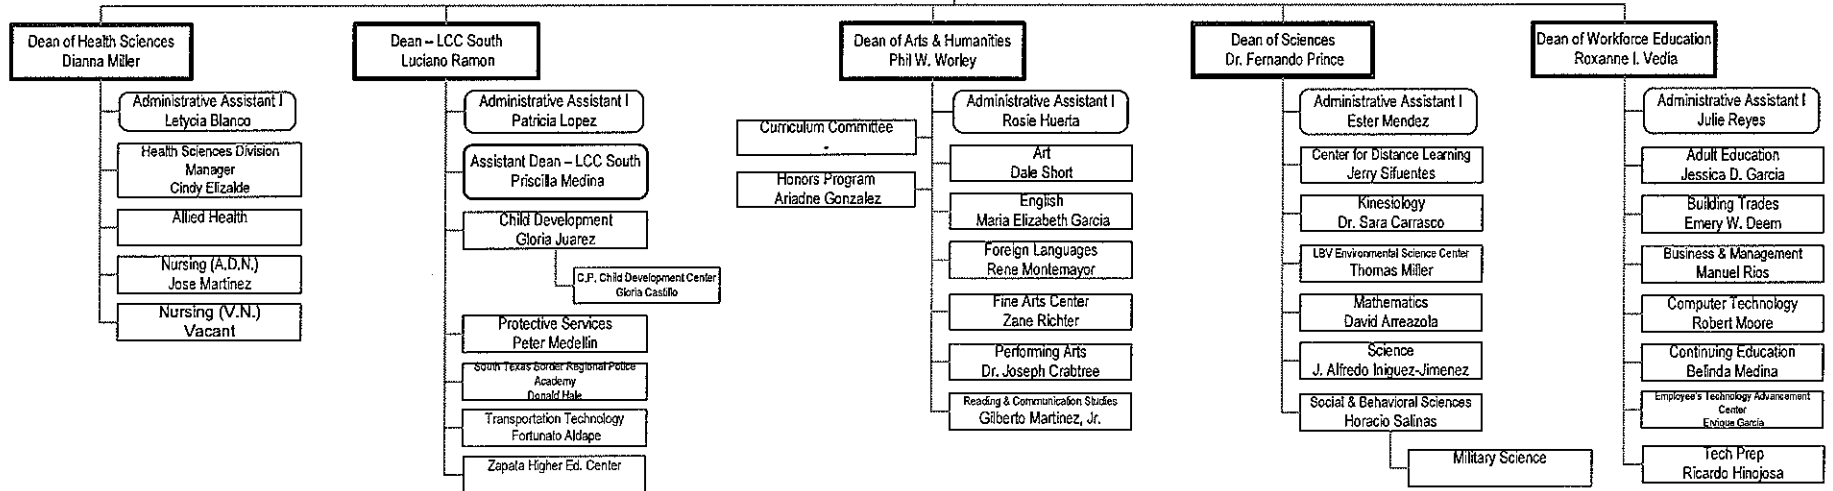 Dean of Health Sciences
Dianna Miller
Administrative Assistant I
Letycia Blanco
Health Sciences Division
Manager
Cindy Elizalde
Allied Health
Nursing (A.D.N.)
Jose Martinez
Nursing (V.N.)
Vacant
Dean – LCC South
Luciano Ramon
Administrative Assistant I
Patricia Lopez
Assistant Dean – LCC South
Priscilla Medina
Child Development
Gloria Juarez
C.P. Child Development Center
Gloria Castillo
Protective Services
Peter Medellin
South Texas Border Regional Police
Academy
Donald Hale
Transportation Technology
Fortunato Aldape
Zapata Higher Ed. Center
Dean of Arts & Humanities
Phil W. Worley
Administrative Assistant I
Rosie Huerta
Curriculum Committee
-
Honors Program
Ariadne Gonzalez
Art
Dale Short
English
Maria Elizabeth Garcia
Foreign Languages
Rene Montemayor
Fine Arts Center
Zane Richter
Performing Arts
Dr. Joseph Crabtree
Reading & Communication Studies
Gilberto Martinez, Jr.
Dean of Sciences
Dr. Fernando Prince
Administrative Assistant I
Ester Mendez
Center for Distance Learning
Jerry Sifuentes
Kinesiology
Dr. Sara Carrasco
LBV Environmental Science Center
Thomas Miller
Mathematics
David Arreazola
Science
J. Alfredo Iniguez-Jimenez
Social & Behavioral Sciences
Horacio Salinas
Military Science
Dean of Workforce Education
Roxanne I. Vedia
Administrative Assistant I
Julie Reyes
Adult Education
Jessica D. Garcia
Building Trades
Emery W. Deem
Business & Management
Manuel Rios
Computer Technology
Robert Moore
Continuing Education
Belinda Medina
Employee's Technology Advancement
Center
Enrique Garcia
Tech Prep
Ricardo Hinojosa